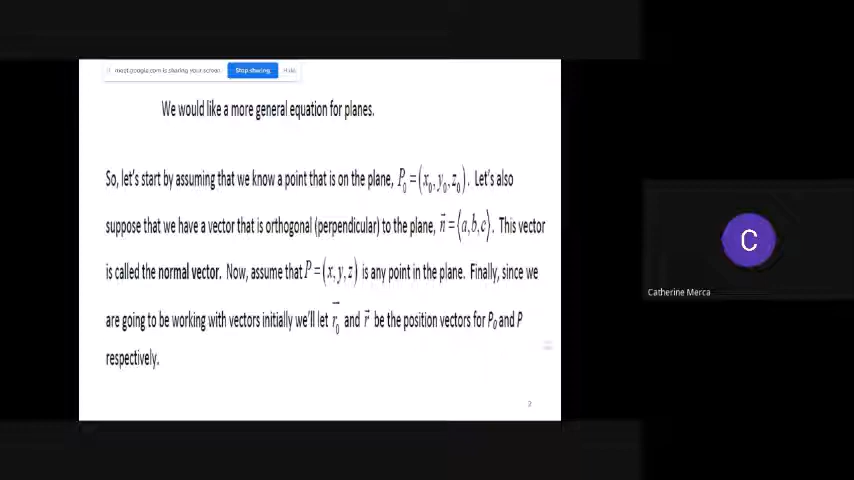 meet.google.com is sharing your screen. Stop sharing Hide
We would like a more general equation for planes.
So, let's start by assuming that we know a point that is on the plane, P₀ = (x₀, y₀, z₀). Let's also
suppose that we have a vector that is orthogonal (perpendicular) to the plane, n⃗ = ⟨a, b, c⟩. This vector
is called the normal vector. Now, assume that P = (x, y, z) is any point in the plane. Finally, since we
are going to be working with vectors initially we'll let r₀⃗ and r⃗ be the position vectors for P₀ and P
respectively.
2
C
Catherine Merca